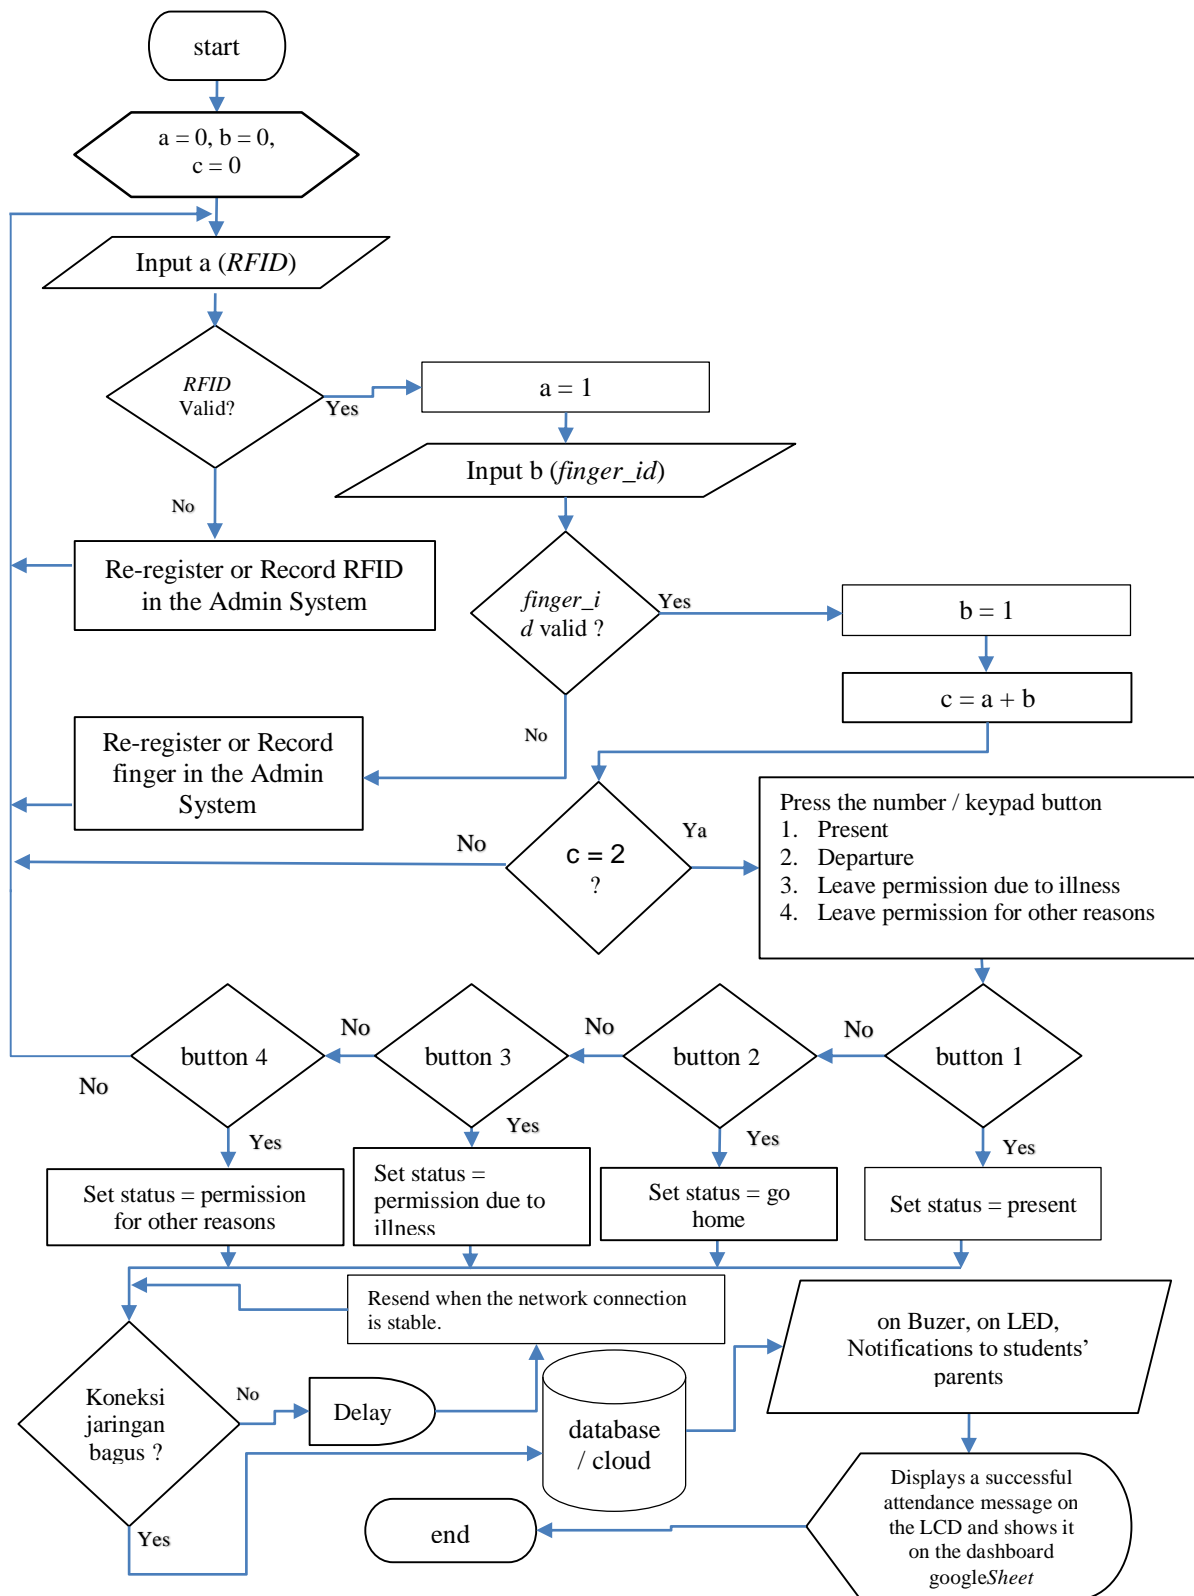 start
a = 0, b = 0,
c = 0
Input a (RFID)
RFID
Valid?
Yes
a = 1
Input b (finger_id)
No
Re-register or Record RFID
in the Admin System
finger_i
d valid ?
Yes
b = 1
c = a + b
No
Re-register or Record
finger in the Admin
System
No
c = 2
?
Ya
Press the number / keypad button
1. Present
2. Departure
3. Leave permission due to illness
4. Leave permission for other reasons
button 4
No
button 3
No
button 2
No
button 1
No
Yes
Yes
Yes
Yes
Set status = permission
for other reasons
Set status =
permission due to
illness
Set status = go
home
Set status = present
Resend when the network connection
is stable.
on Buzer, on LED,
Notifications to students’
parents
Koneksi
jaringan
bagus ?
No
Delay
database
/ cloud
Yes
end
Displays a successful
attendance message on
the LCD and shows it
on the dashboard
googleSheet